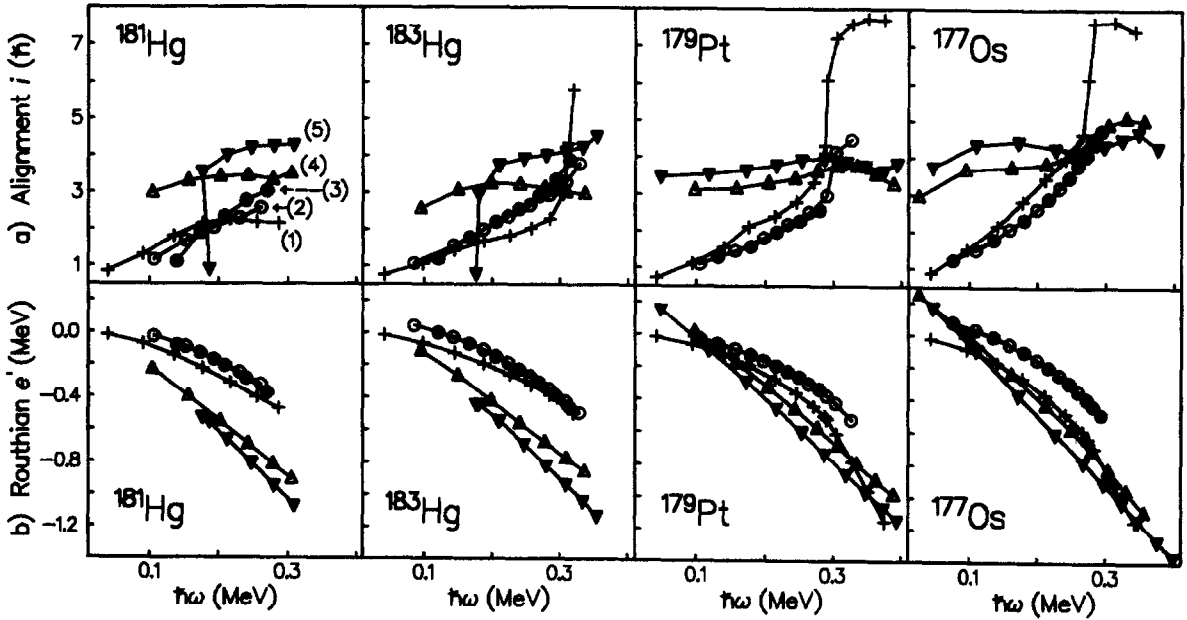 a) Alignment i (ħ)
7
5
3
1
¹⁸¹Hg
(5)
(4)
(3)
(2)
(1)
¹⁸³Hg
¹⁷⁹Pt
¹⁷⁷Os
b) Routhian e' (MeV)
0.0
−0.4
−0.8
−1.2
¹⁸¹Hg
¹⁸³Hg
¹⁷⁹Pt
¹⁷⁷Os
0.1 0.3 0.1 0.3 0.1 0.3 0.1 0.3
ħω (MeV) ħω (MeV) ħω (MeV) ħω (MeV)